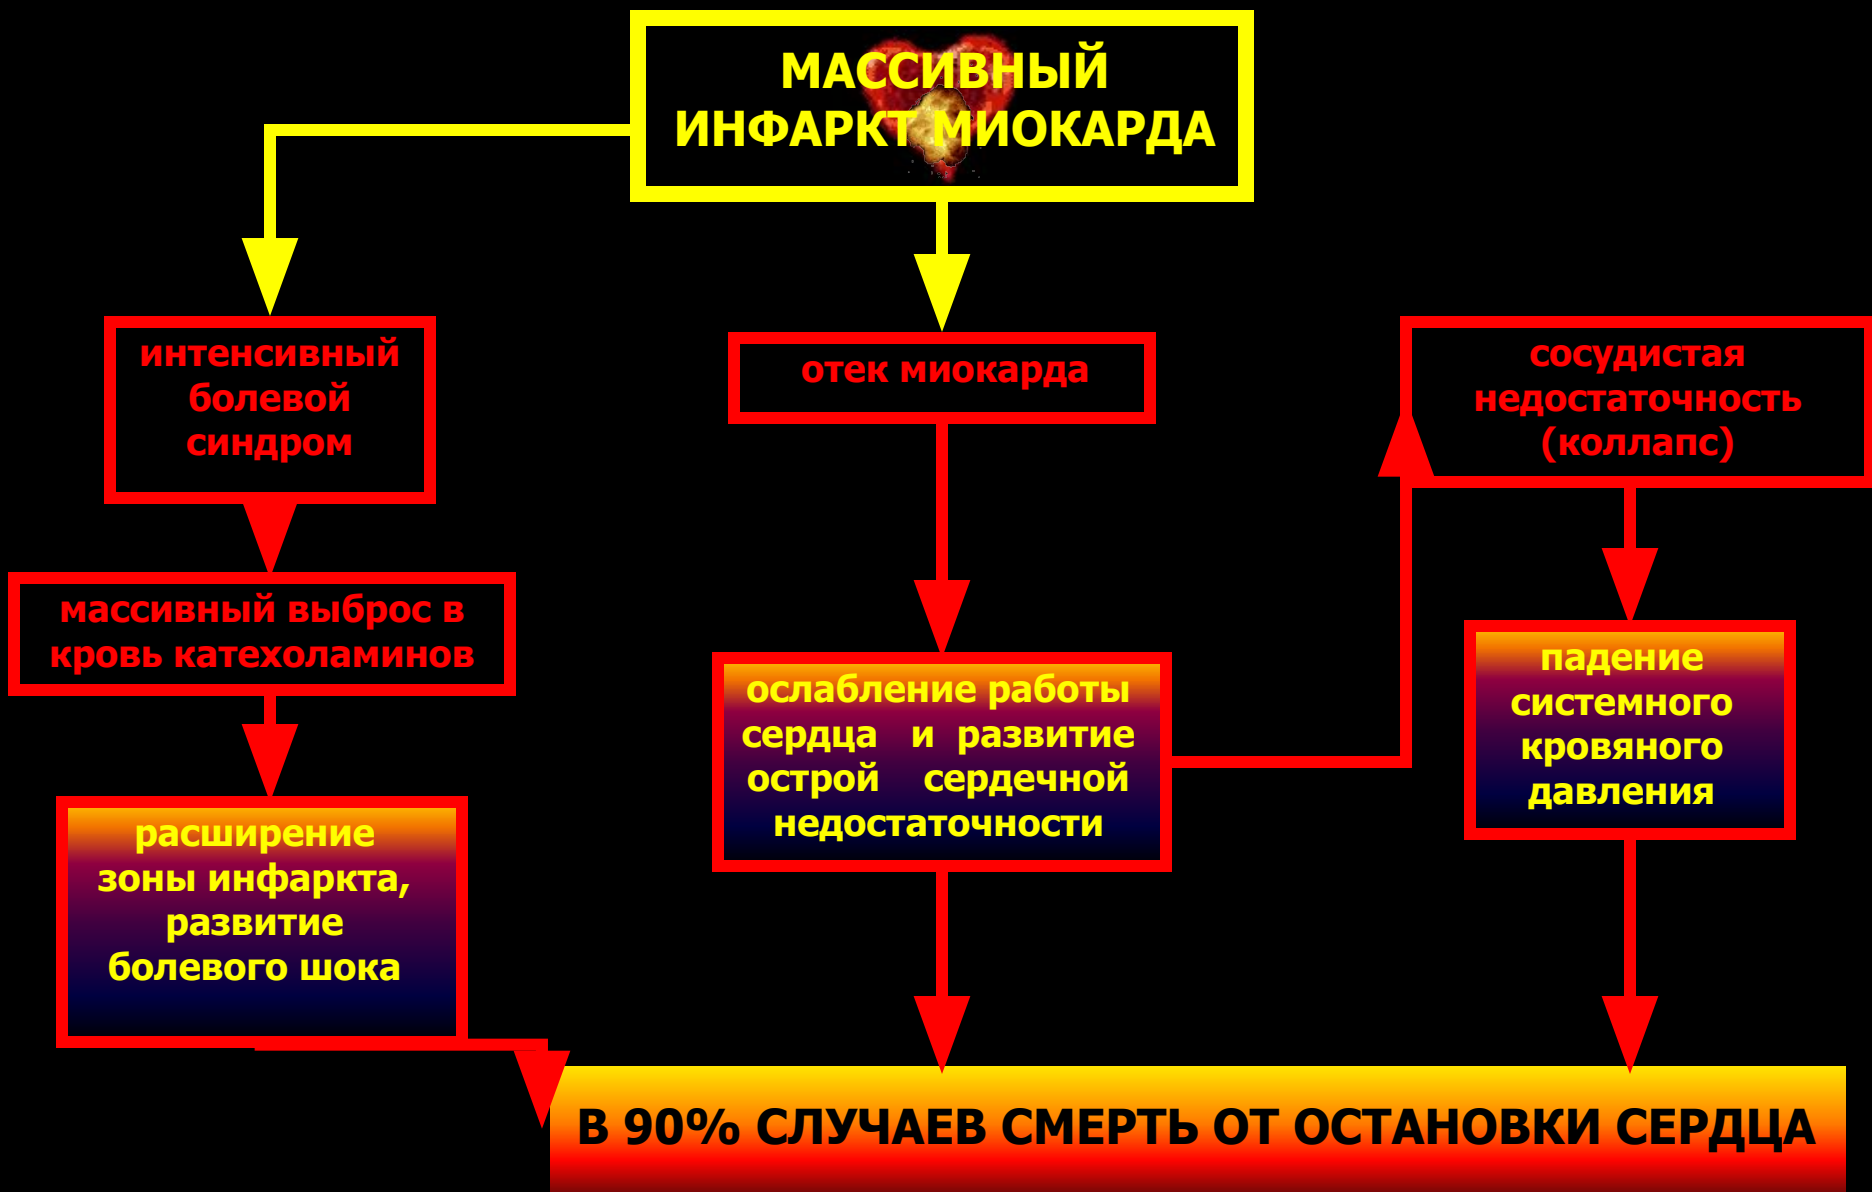 МАССИВНЫЙ
ИНФАРКТ МИОКАРДА
интенсивный
болевой
синдром
отек миокарда
сосудистая
недостаточность
(коллапс)
массивный выброс в
кровь катехоламинов
ослабление работы
сердца и развитие
острой сердечной
недостаточности
падение
системного
кровяного
давления
расширение
зоны инфаркта,
развитие
болевого шока
В 90% СЛУЧАЕВ СМЕРТЬ ОТ ОСТАНОВКИ СЕРДЦА